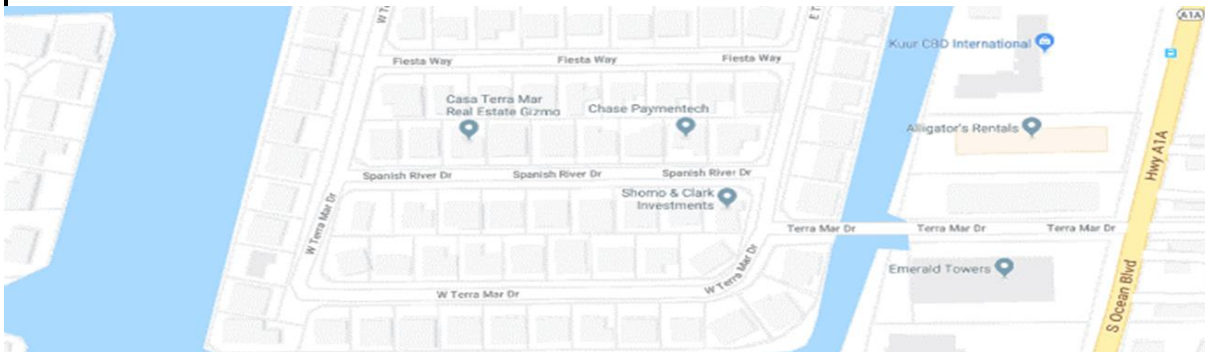 W T
E T
A1A
Fiesta Way
Fiesta Way
Fiesta Way
Kuur CBD International
Casa Terra Mar
Real Estate Gizmo
Chase Paymentech
Alligator's Rentals
Hwy A1A
Spanish River Dr
Spanish River Dr
Spanish River Dr
Shomo & Clark
Investments
W Terra Mar Dr
Terra Mar Dr
Terra Mar Dr
Terra Mar Dr
W Terra Mar Dr
Emerald Towers
W Terra Mar Dr
S Ocean Blvd